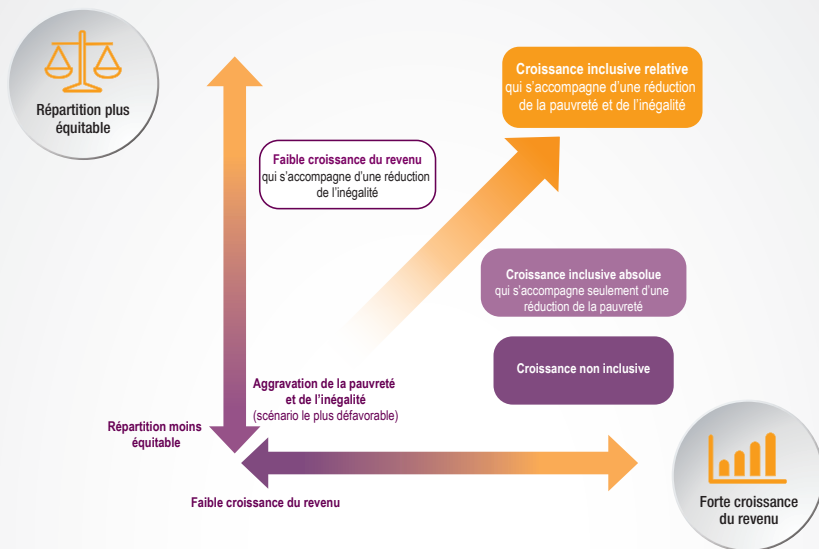 Répartition plus
équitable
Croissance inclusive relative
qui s'accompagne d'une réduction
de la pauvreté et de l'inégalité
Faible croissance du revenu
qui s'accompagne d'une réduction
de l'inégalité
Croissance inclusive absolue
qui s'accompagne seulement d'une
réduction de la pauvreté
Croissance non inclusive
Aggravation de la pauvreté
et de l'inégalité
(scénario le plus défavorable)
Répartition moins
équitable
Faible croissance du revenu
Forte croissance
du revenu